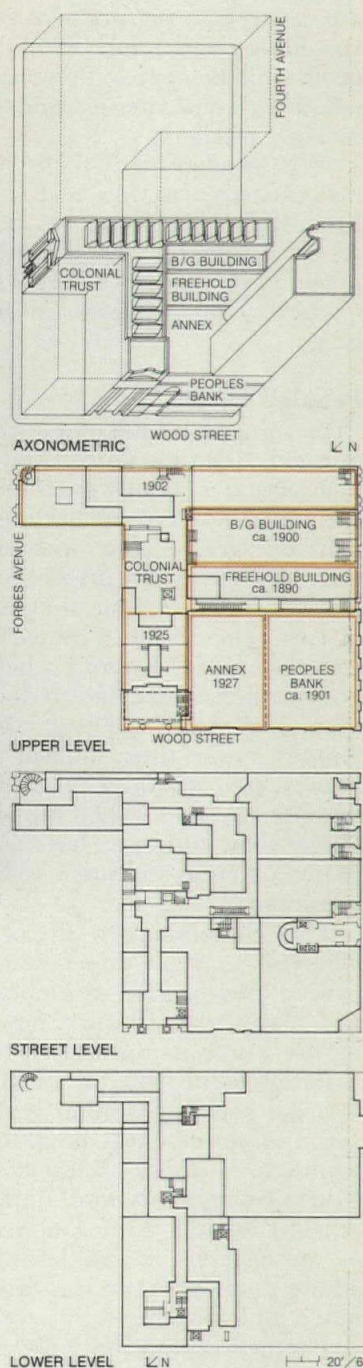 FOURTH AVENUE
COLONIAL
TRUST
B/G BUILDING
FREEHOLD
BUILDING
ANNEX
PEOPLES
BANK
WOOD STREET
AXONOMETRIC
N
FORBES AVENUE
1902
B/G BUILDING
ca. 1900
COLONIAL
TRUST
FREEHOLD BUILDING
ca. 1890
1925
ANNEX
1927
PEOPLES
BANK
ca. 1901
WOOD STREET
UPPER LEVEL
STREET LEVEL
LOWER LEVEL
N